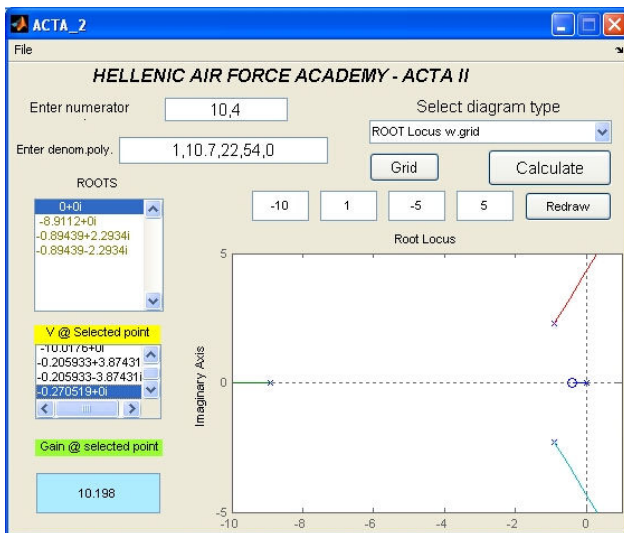 ACTA_2
File
HELLENIC AIR FORCE ACADEMY - ACTA II
Enter numerator
10,4
Select diagram type
ROOT Locus w.grid
Enter denom.poly.
1,10.7,22,54,0
Grid
Calculate
ROOTS
0+0i
-8.9112+0i
-0.89439+2.2934i
-0.89439-2.2934i
-10
1
-5
5
Redraw
Root Locus
V @ Selected point
-10.0176+0i
-0.205933+3.87431
-0.205933-3.87431i
-0.270519+0i
Gain @ selected point
10.198
Imaginary Axis
5
0
-5
-10
-8
-6
-4
-2
0